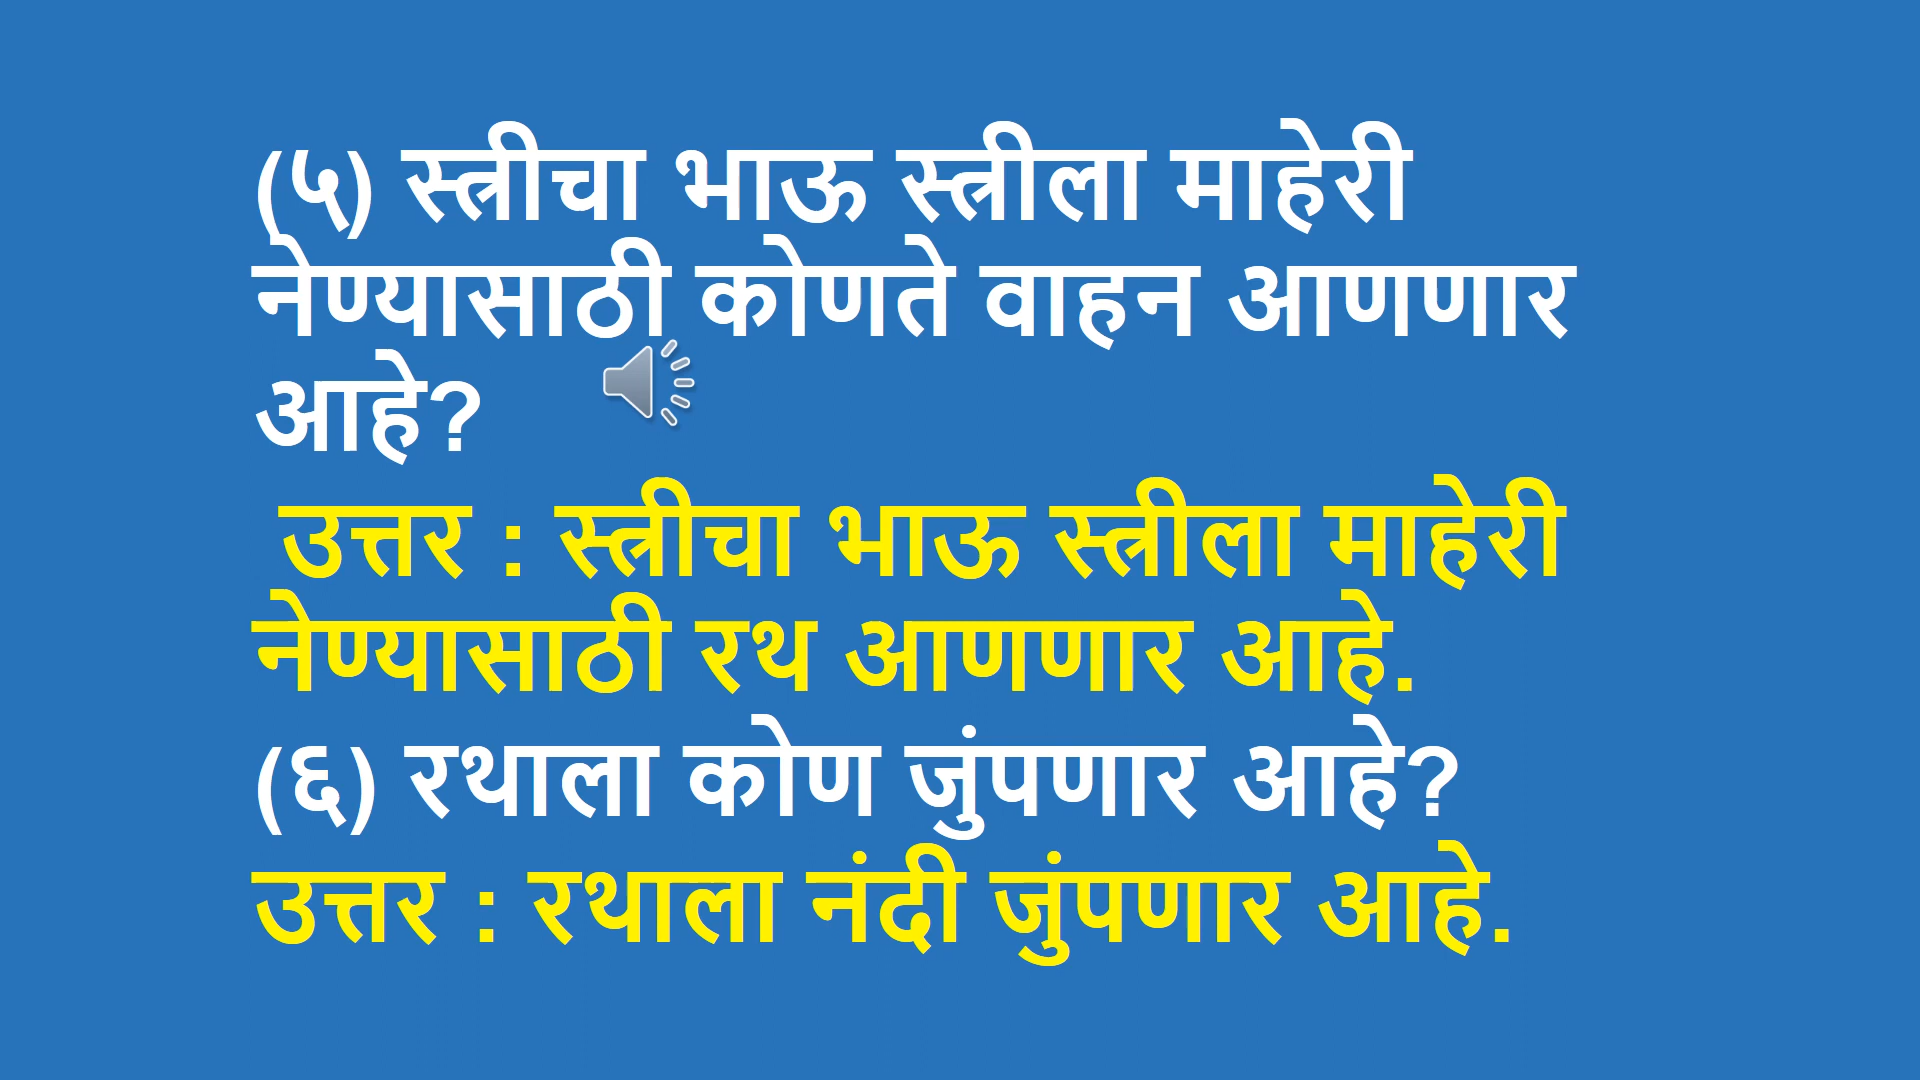 (५) स्त्रीचा भाऊ स्त्रीला माहेरी
नेण्यासाठी कोणते वाहन आणणार
आहे?
उत्तर : स्त्रीचा भाऊ स्त्रीला माहेरी
नेण्यासाठी रथ आणणार आहे.
(६) रथाला कोण जुंपणार आहे?
उत्तर : रथाला नंदी जुंपणार आहे.